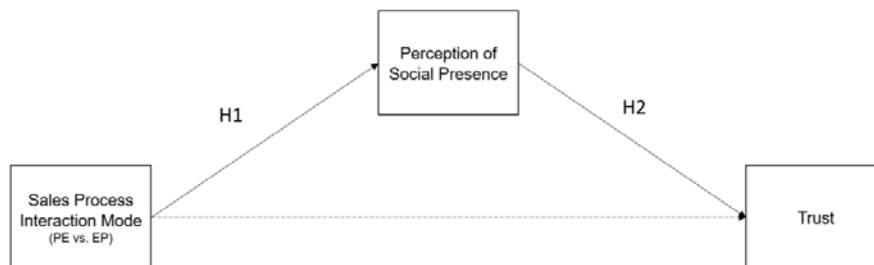 Perception of
Social Presence
H1
H2
Sales Process
Interaction Mode
(PE vs. EP)
Trust